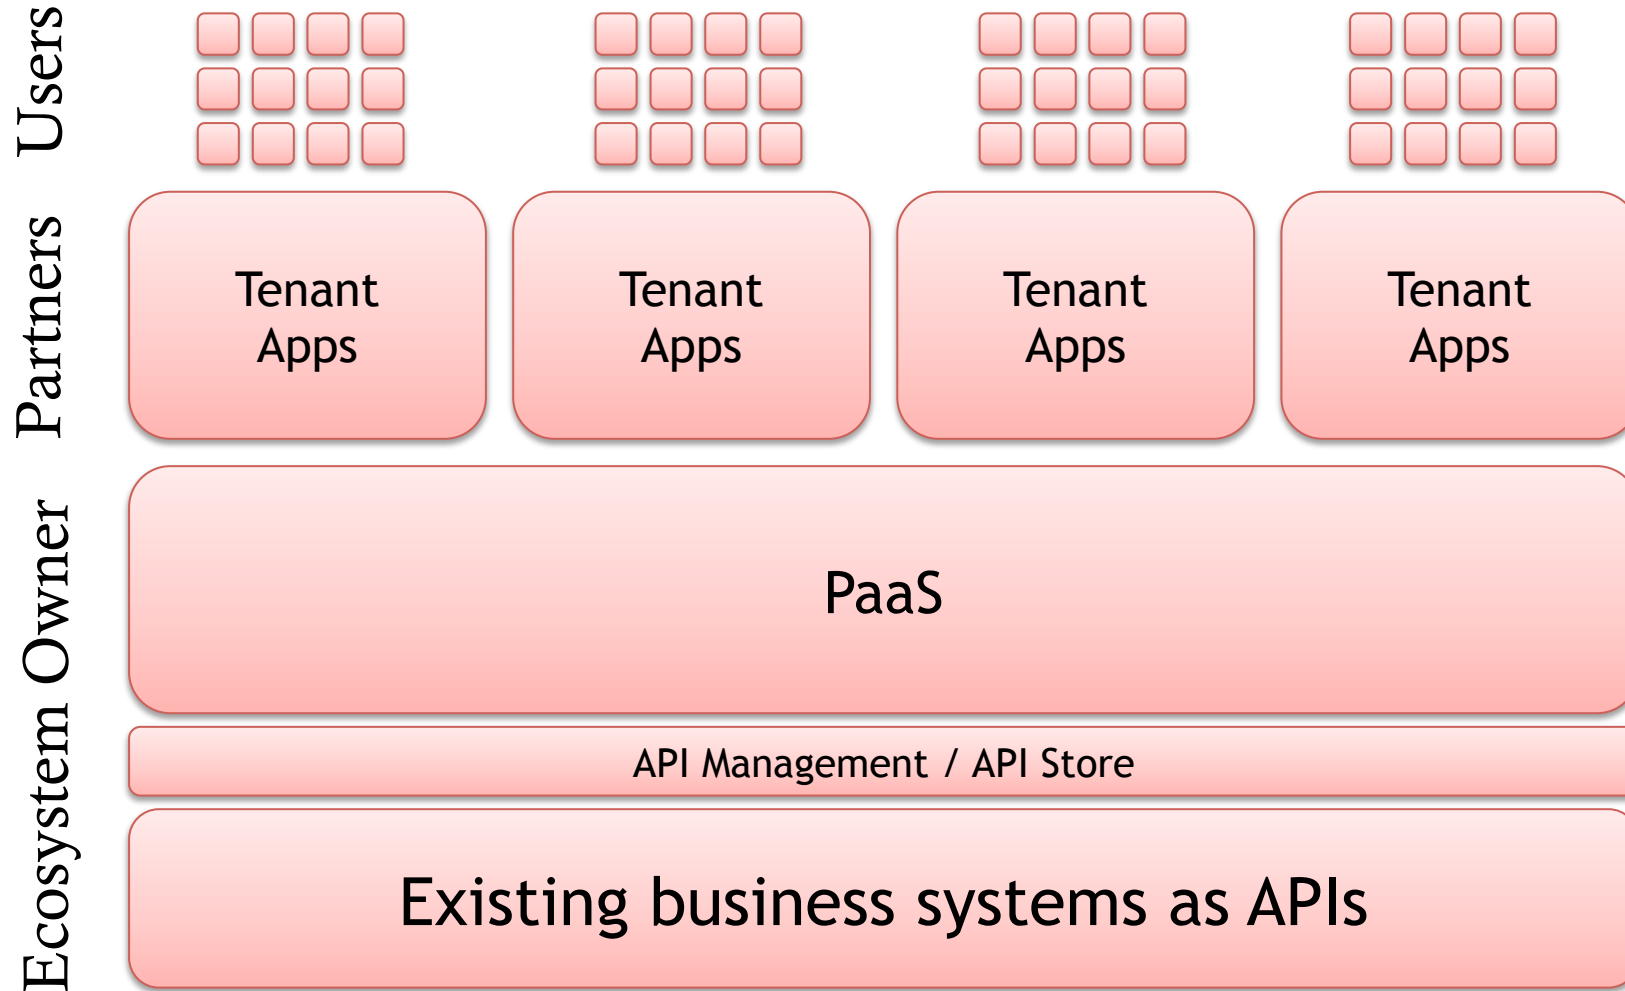 Users
Partners
Tenant
Apps
Tenant
Apps
Tenant
Apps
Tenant
Apps
Ecosystem Owner
PaaS
API Management / API Store
Existing business systems as APIs